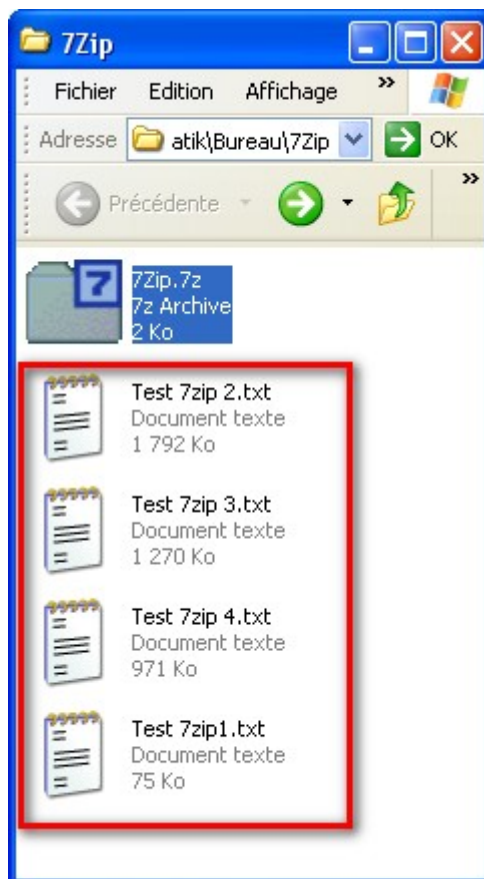 7Zip
Fichier Edition Affichage »
Adresse atik\Bureau\7Zip OK
Précédente »
7
7Zip.7z
7z Archive
2 Ko
Test 7zip 2.txt
Document texte
1 792 Ko
Test 7zip 3.txt
Document texte
1 270 Ko
Test 7zip 4.txt
Document texte
971 Ko
Test 7zip1.txt
Document texte
75 Ko